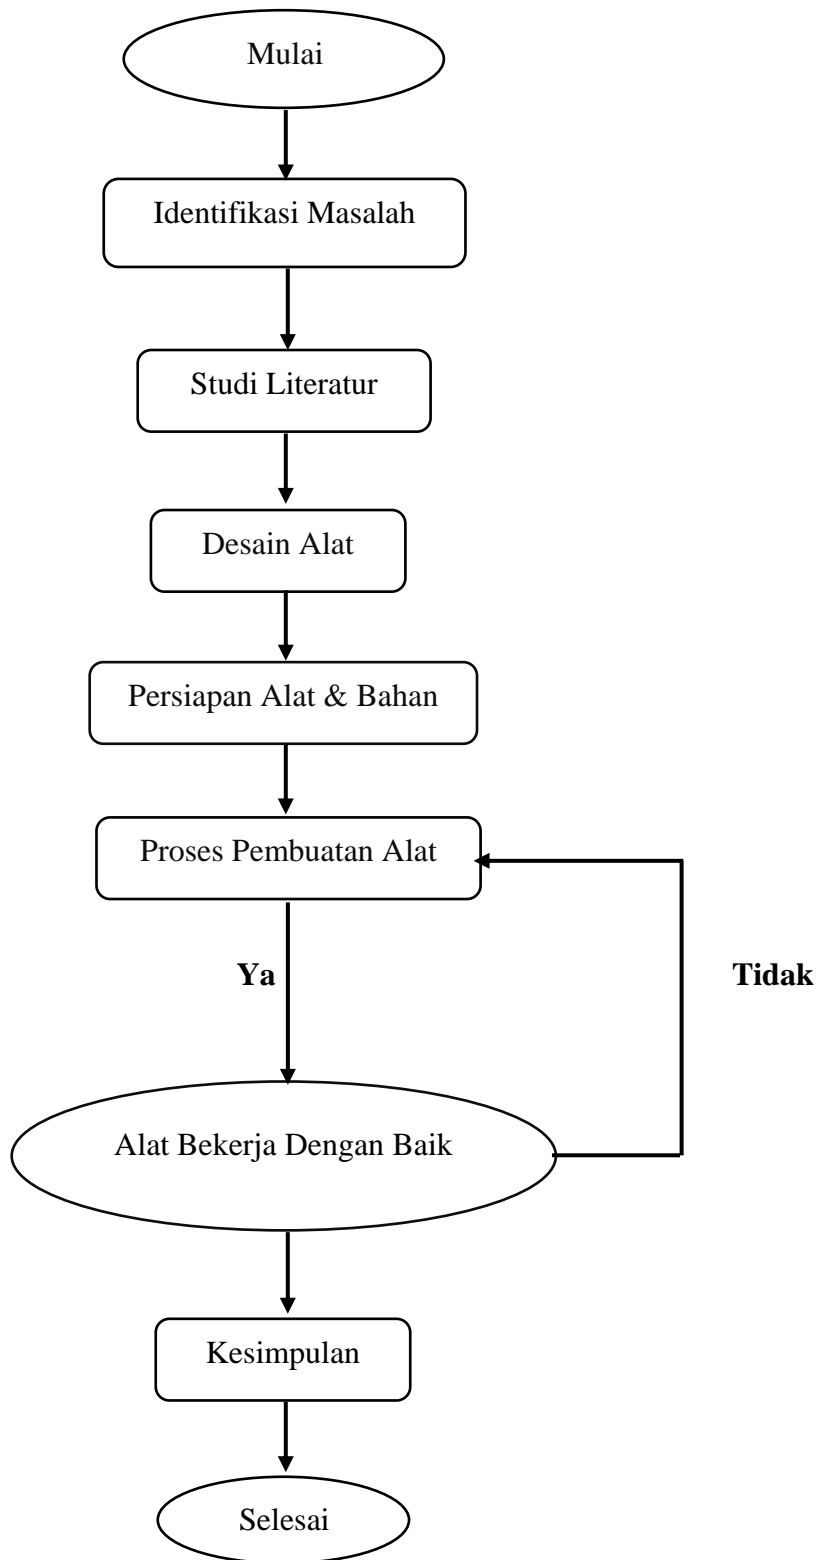 Mulai
Identifikasi Masalah
Studi Literatur
Desain Alat
Persiapan Alat & Bahan
Proses Pembuatan Alat
Ya
Tidak
Alat Bekerja Dengan Baik
Kesimpulan
Selesai